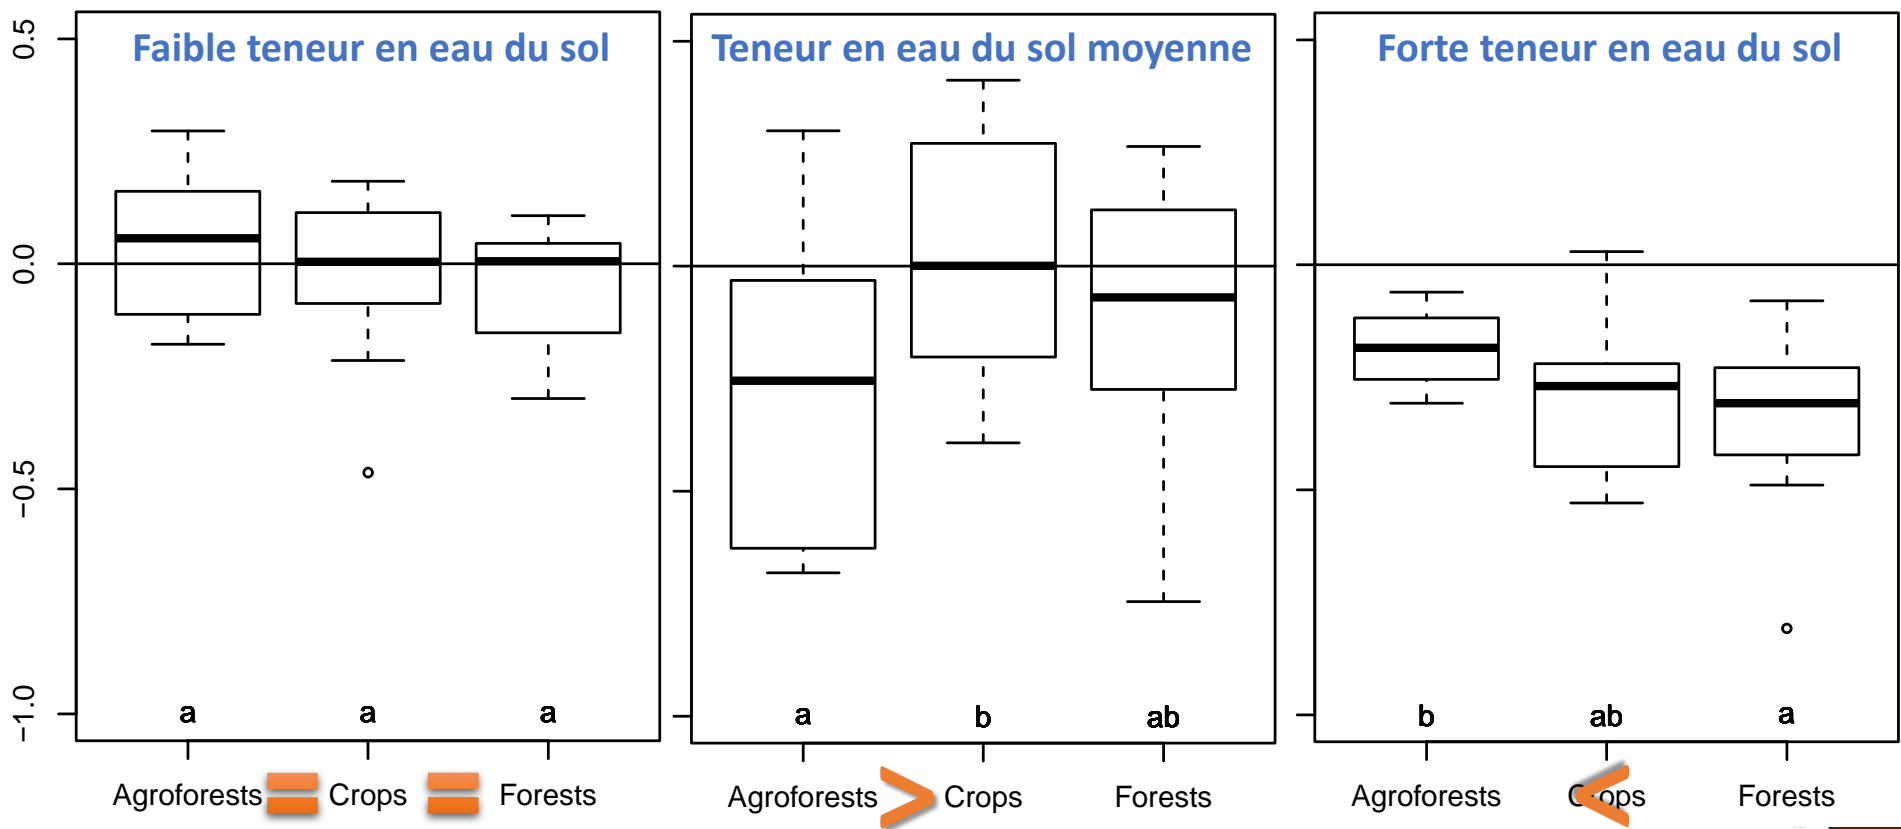 Faible teneur en eau du sol
Teneur en eau du sol moyenne
Forte teneur en eau du sol
0.5
0.0
−0.5
−1.0
a a a
a b ab
b ab a
Agroforests = Crops = Forests
Agroforests > Crops Forests
Agroforests < Crops Forests